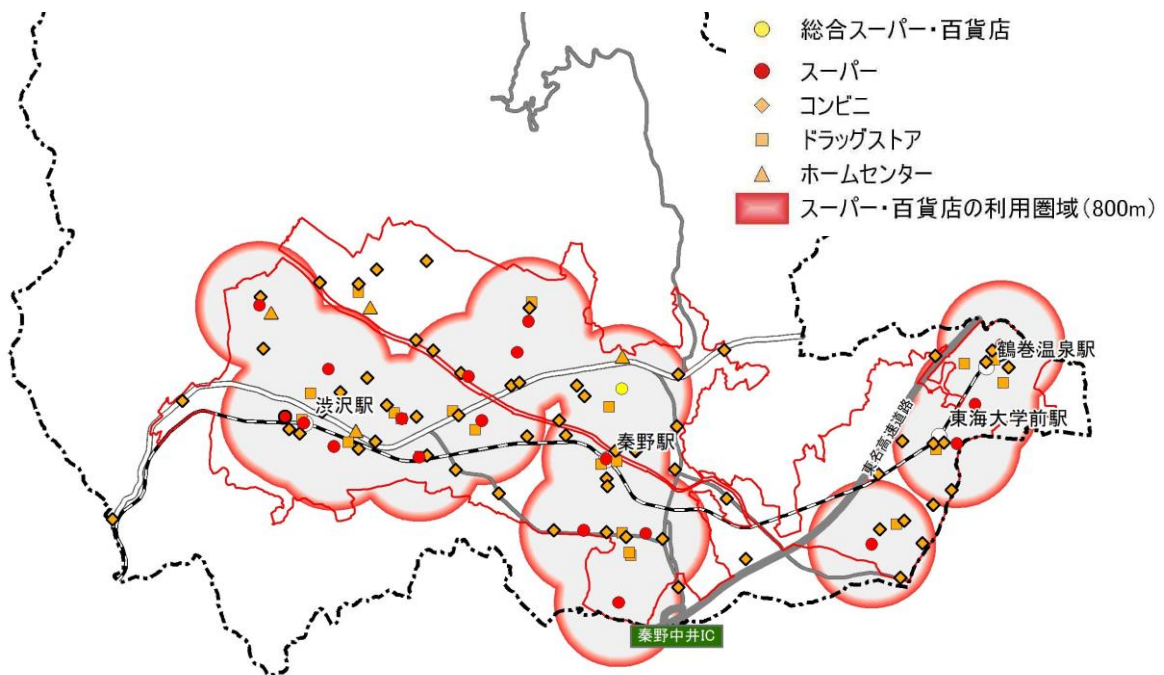 総合スーパー・百貨店
スーパー
コンビニ
ドラッグストア
ホームセンター
スーパー・百貨店の利用圏域(800m)
鶴巻温泉駅
渋沢駅
東海大学前駅
秦野駅
東名高速道路
秦野中井IC